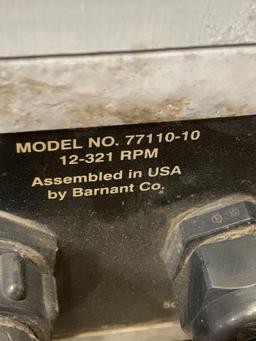 MODEL NO. 77110-10
12-321 RPM
Assembled in USA
by Barnant Co.